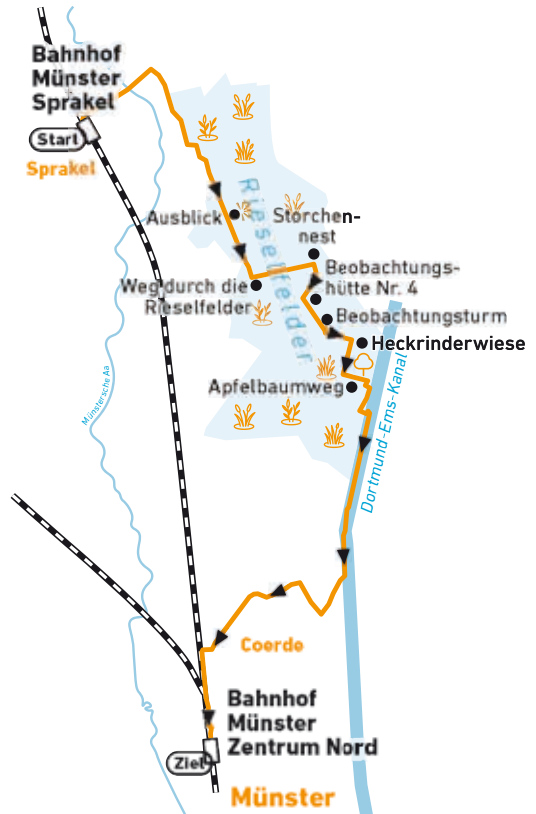 Bahnhof
Münster
Sprakel
Start
Sprakel
Rieselfelder
Ausblick
Storchen-
nest
Weg durch die
Rieselfelder
Beobachtungs-
hütte Nr. 4
Beobachtungsturm
Heckrinderwiese
Apfelbaumweg
Münstersche Aa
Dortmund-Ems-Kanal
Coerde
Bahnhof
Münster
Zentrum Nord
Ziel
Münster